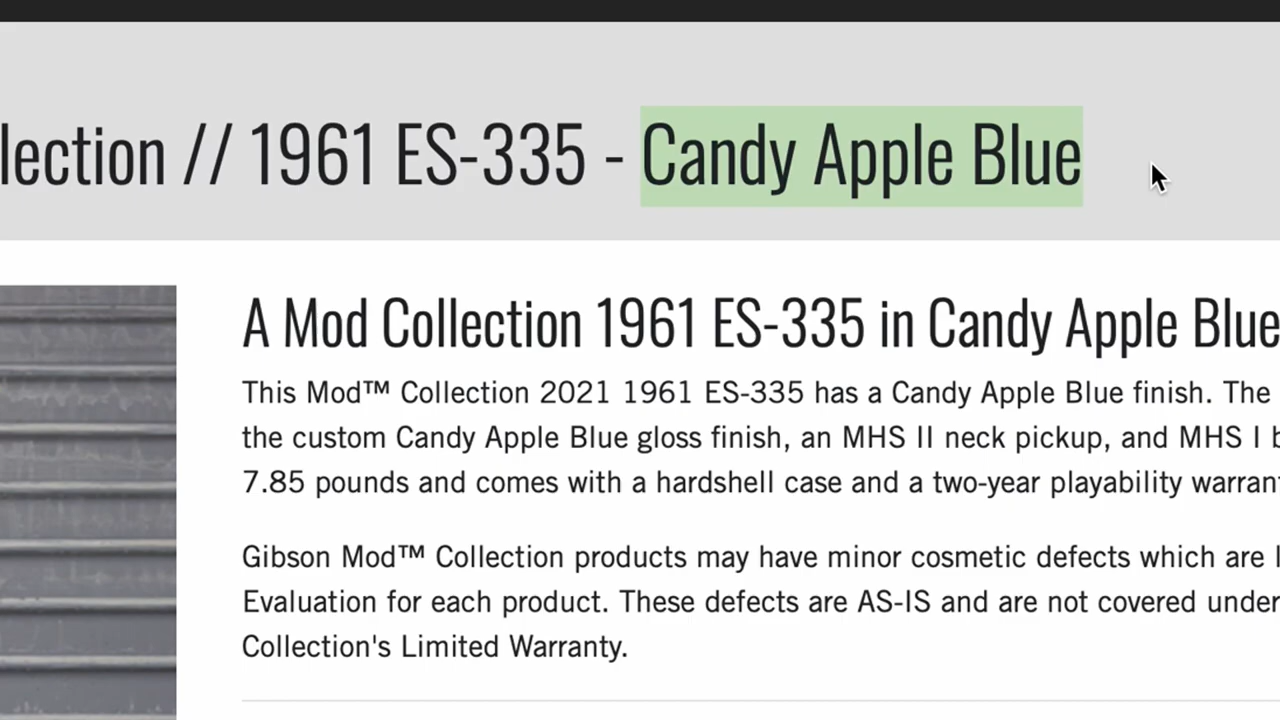 lection // 1961 ES-335 - Candy Apple Blue
A Mod Collection 1961 ES-335 in Candy Apple Blue
This Mod™ Collection 2021 1961 ES-335 has a Candy Apple Blue finish. The
the custom Candy Apple Blue gloss finish, an MHS II neck pickup, and MHS I
7.85 pounds and comes with a hardshell case and a two-year playability warran
Gibson Mod™ Collection products may have minor cosmetic defects which are
Evaluation for each product. These defects are AS-IS and are not covered under
Collection's Limited Warranty.